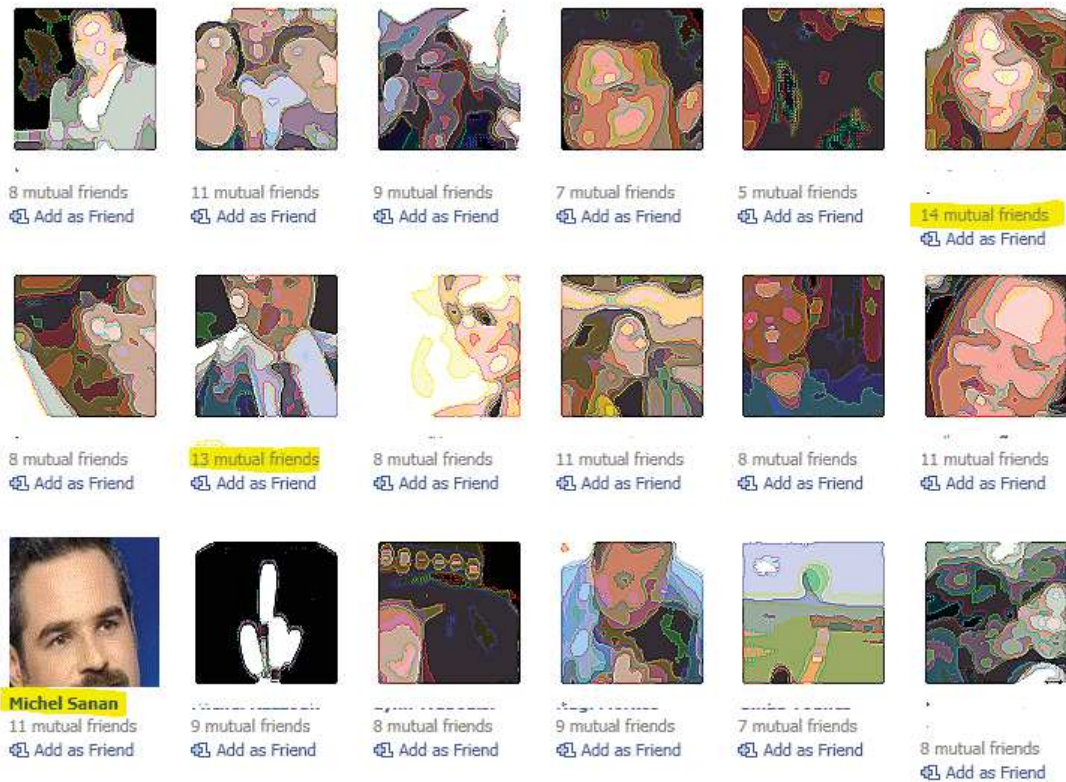 8 mutual friends
11 mutual friends
9 mutual friends
7 mutual friends
5 mutual friends
14 mutual friends
Add as Friend
Add as Friend
Add as Friend
Add as Friend
Add as Friend
Add as Friend
8 mutual friends
13 mutual friends
8 mutual friends
11 mutual friends
8 mutual friends
11 mutual friends
Add as Friend
Add as Friend
Add as Friend
Add as Friend
Add as Friend
Add as Friend
Michel Sanan
11 mutual friends
9 mutual friends
8 mutual friends
9 mutual friends
7 mutual friends
8 mutual friends
Add as Friend
Add as Friend
Add as Friend
Add as Friend
Add as Friend
Add as Friend